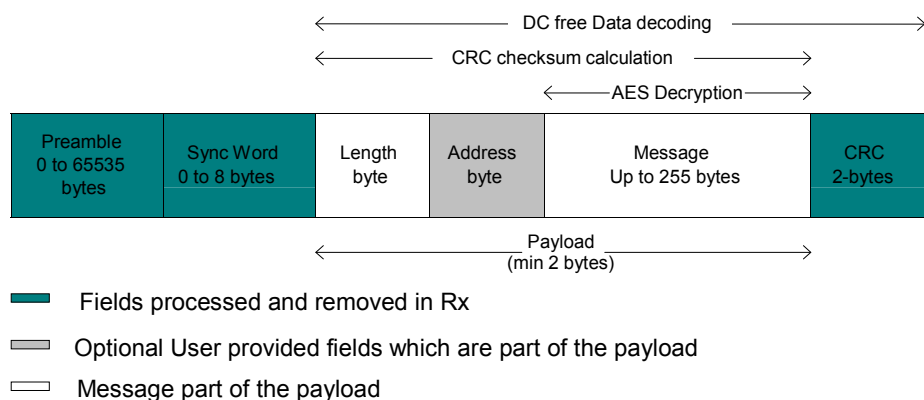 DC free Data decoding
CRC checksum calculation
AES Decryption
Preamble
0 to 65535
bytes
Sync Word
0 to 8 bytes
Length
byte
Address
byte
Message
Up to 255 bytes
CRC
2-bytes
Payload
(min 2 bytes)
Fields processed and removed in Rx
Optional User provided fields which are part of the payload
Message part of the payload